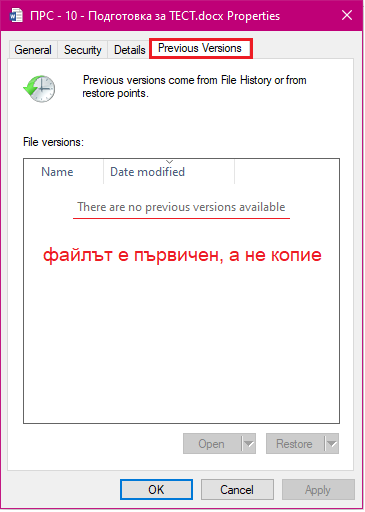 ПРС - 10 - Подготовка за ТЕСТ.docx Properties
General Security Details Previous Versions
Previous versions come from File History or from
restore points.
File versions:
Name Date modified
There are no previous versions available
файлът е първичен, а не копие
Open Restore
OK Cancel Apply